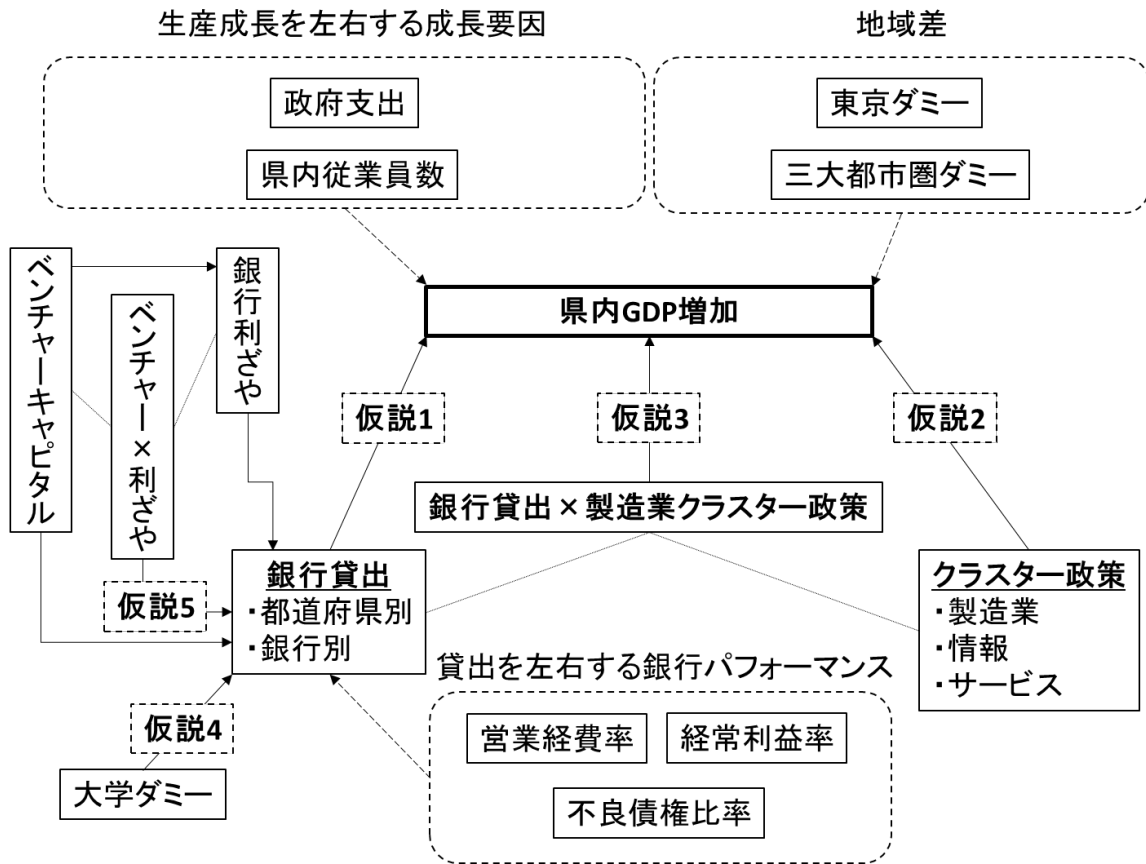 生産成長を左右する成長要因
地域差
政府支出
県内従業員数
東京ダミー
三大都市圏ダミー
ベンチャーキャピタル
ベンチャー×利ざや
銀行利ざや
県内GDP増加
仮説1
仮説3
仮説2
銀行貸出×製造業クラスター政策
銀行貸出
・都道府県別
・銀行別
クラスター政策
・製造業
・情報
・サービス
仮説5
仮説4
大学ダミー
貸出を左右する銀行パフォーマンス
営業経費率
経常利益率
不良債権比率